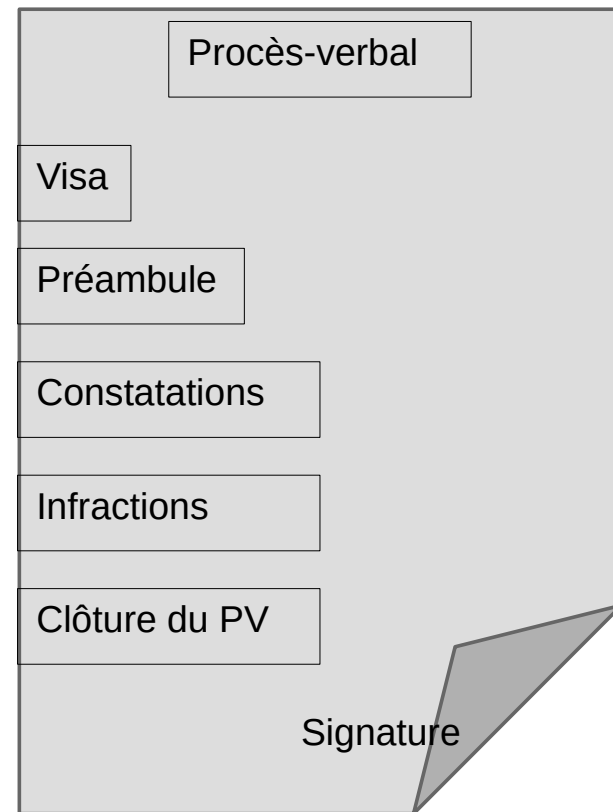 Procès-verbal
Visa
Préambule
Constatations
Infractions
Clôture du PV
Signature